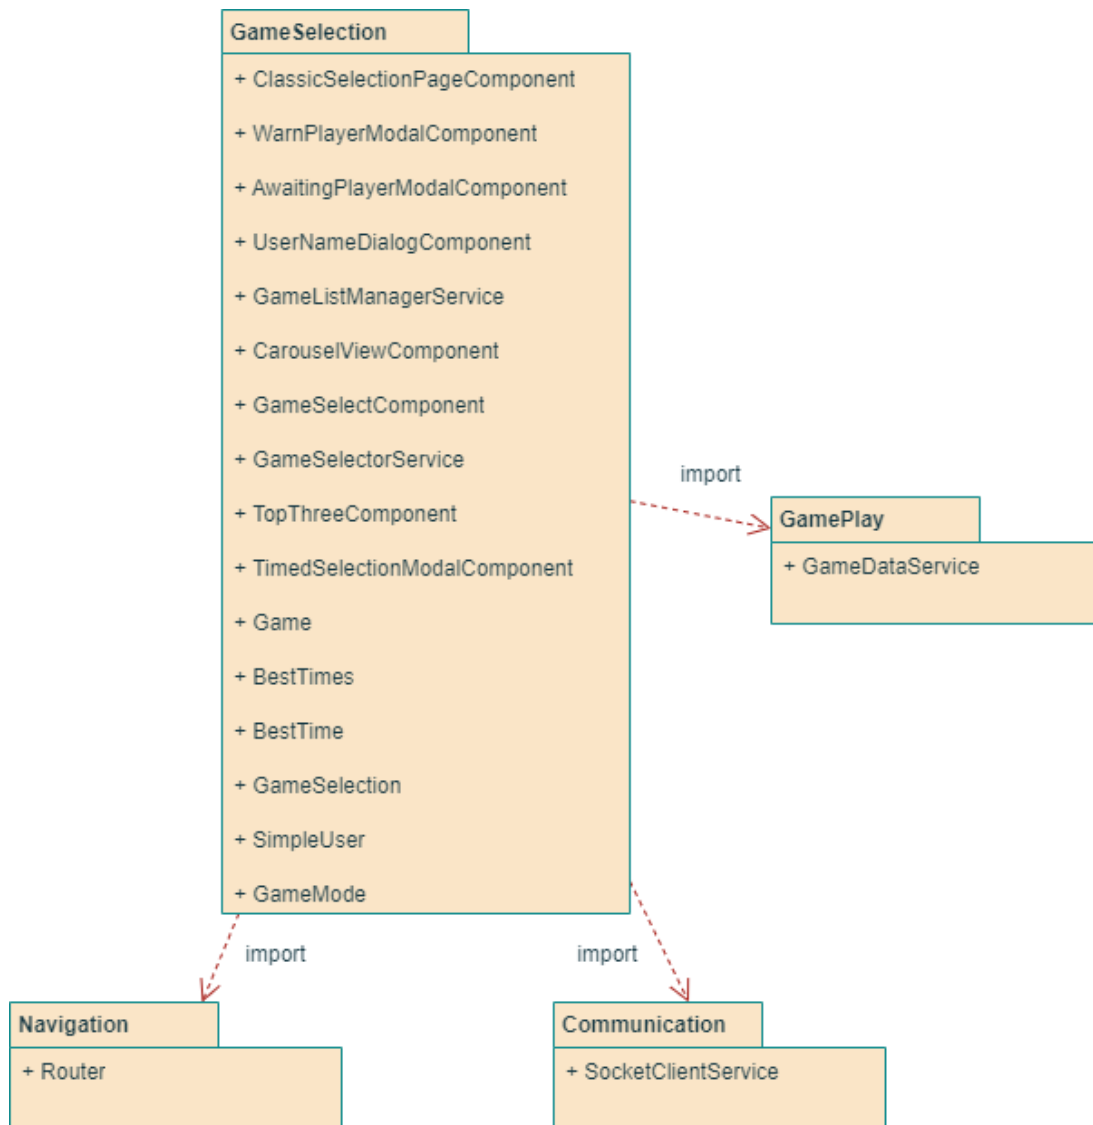 GameSelection
+ ClassicSelectionPageComponent
+ WarnPlayerModalComponent
+ AwaitingPlayerModalComponent
+ UserNameDialogComponent
+ GameListManagerService
+ CarouselViewComponent
+ GameSelectComponent
+ GameSelectorService
+ TopThreeComponent
+ TimedSelectionModalComponent
+ Game
+ BestTimes
+ BestTime
+ GameSelection
+ SimpleUser
+ GameMode
import
GamePlay
+ GameDataService
import
import
Navigation
+ Router
Communication
+ SocketClientService